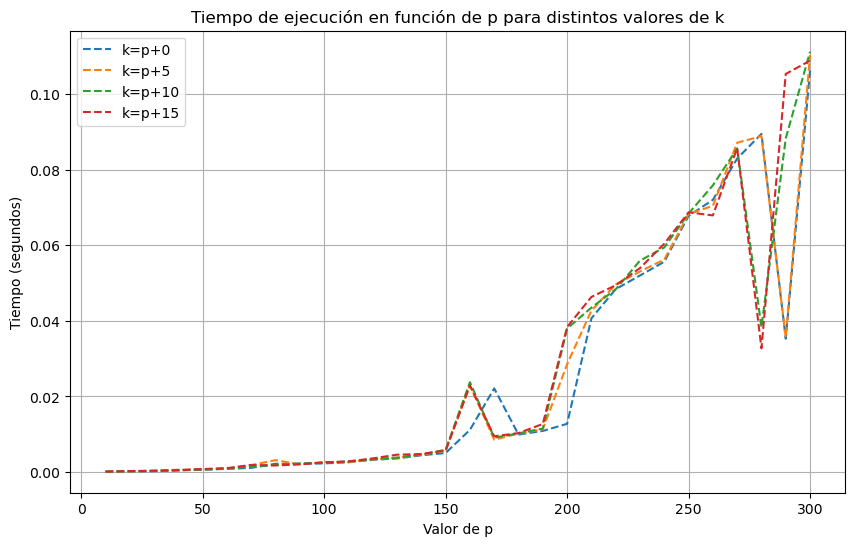 Tiempo de ejecución en función de p para distintos valores de k
k=p+0
k=p+5
k=p+10
k=p+15
Tiempo (segundos)
0.10
0.08
0.06
0.04
0.02
0.00
0 50 100 150 200 250 300
Valor de p